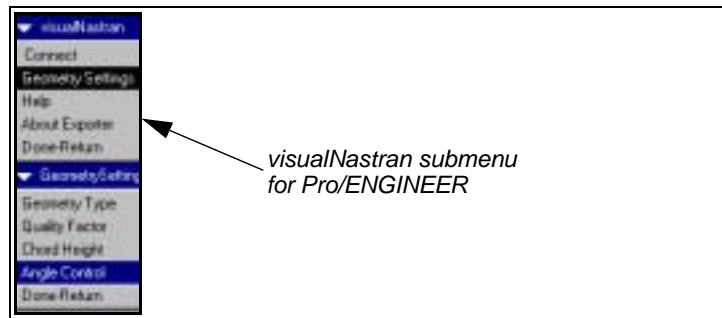 visualNastran
Connect
Geometry Settings
Help
About Exporter
Done-Return
GeometrySetting
Geometry Type
Quality Factor
Chord Height
Angle Control
Done-Return
visualNastran submenu
for Pro/ENGINEER